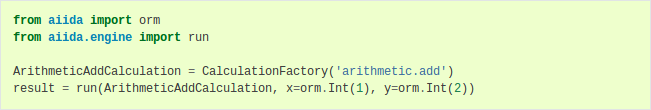 from aiida import orm
from aiida.engine import run
ArithmeticAddCalculation = CalculationFactory('arithmetic.add')
result = run(ArithmeticAddCalculation, x=orm.Int(1), y=orm.Int(2))